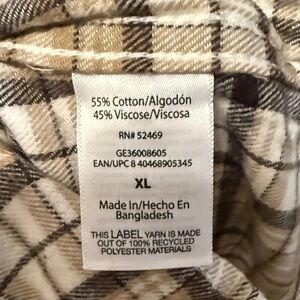 55% Cotton/Algodón
45% Viscose/Viscosa
RN# 52469
GE36008605
EAN/UPC 8 40468905345
XL
Made In/Hecho En
Bangladesh
THIS LABEL YARN IS MADE
OUT OF 100% RECYCLED
POLYESTER MATERIALS